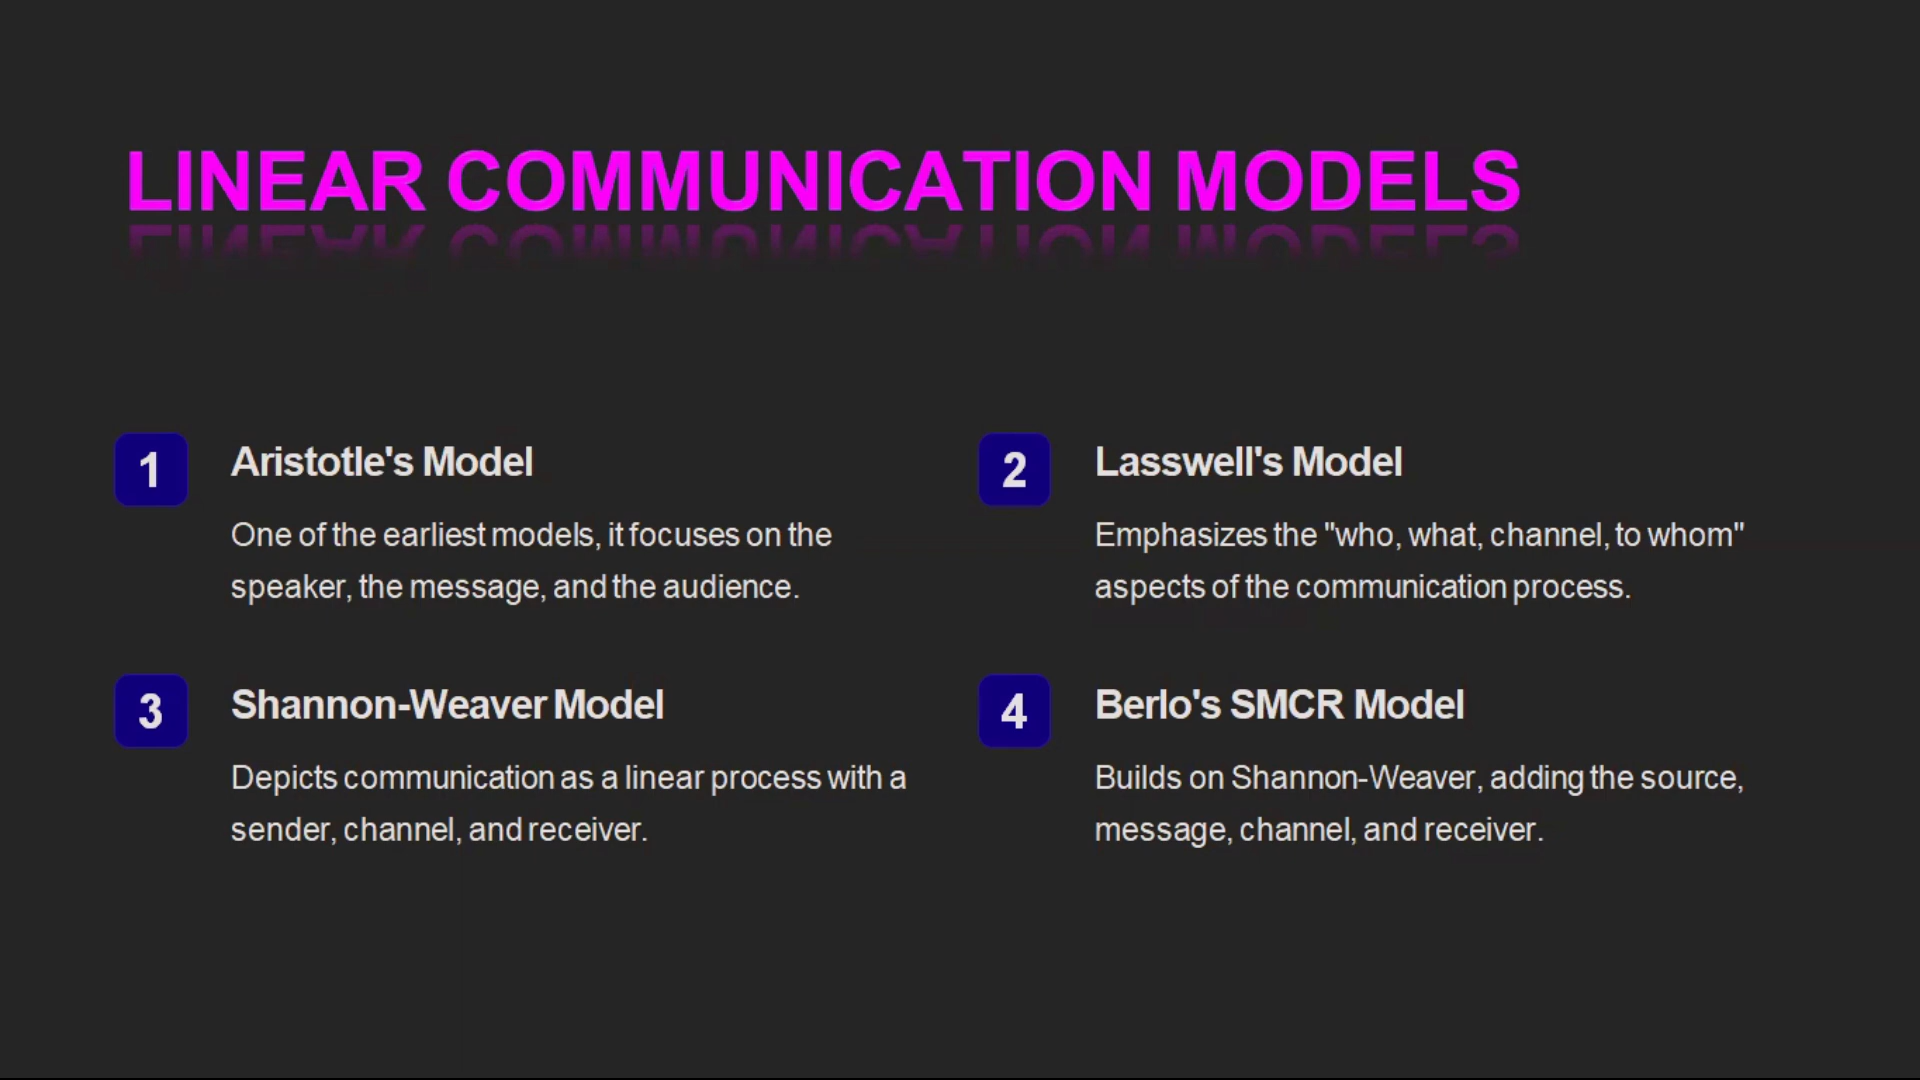 LINEAR COMMUNICATION MODELS
1
Aristotle's Model
One of the earliest models, it focuses on the
speaker, the message, and the audience.
2
Lasswell's Model
Emphasizes the "who, what, channel, to whom"
aspects of the communication process.
3
Shannon-Weaver Model
Depicts communication as a linear process with a
sender, channel, and receiver.
4
Berlo's SMCR Model
Builds on Shannon-Weaver, adding the source,
message, channel, and receiver.